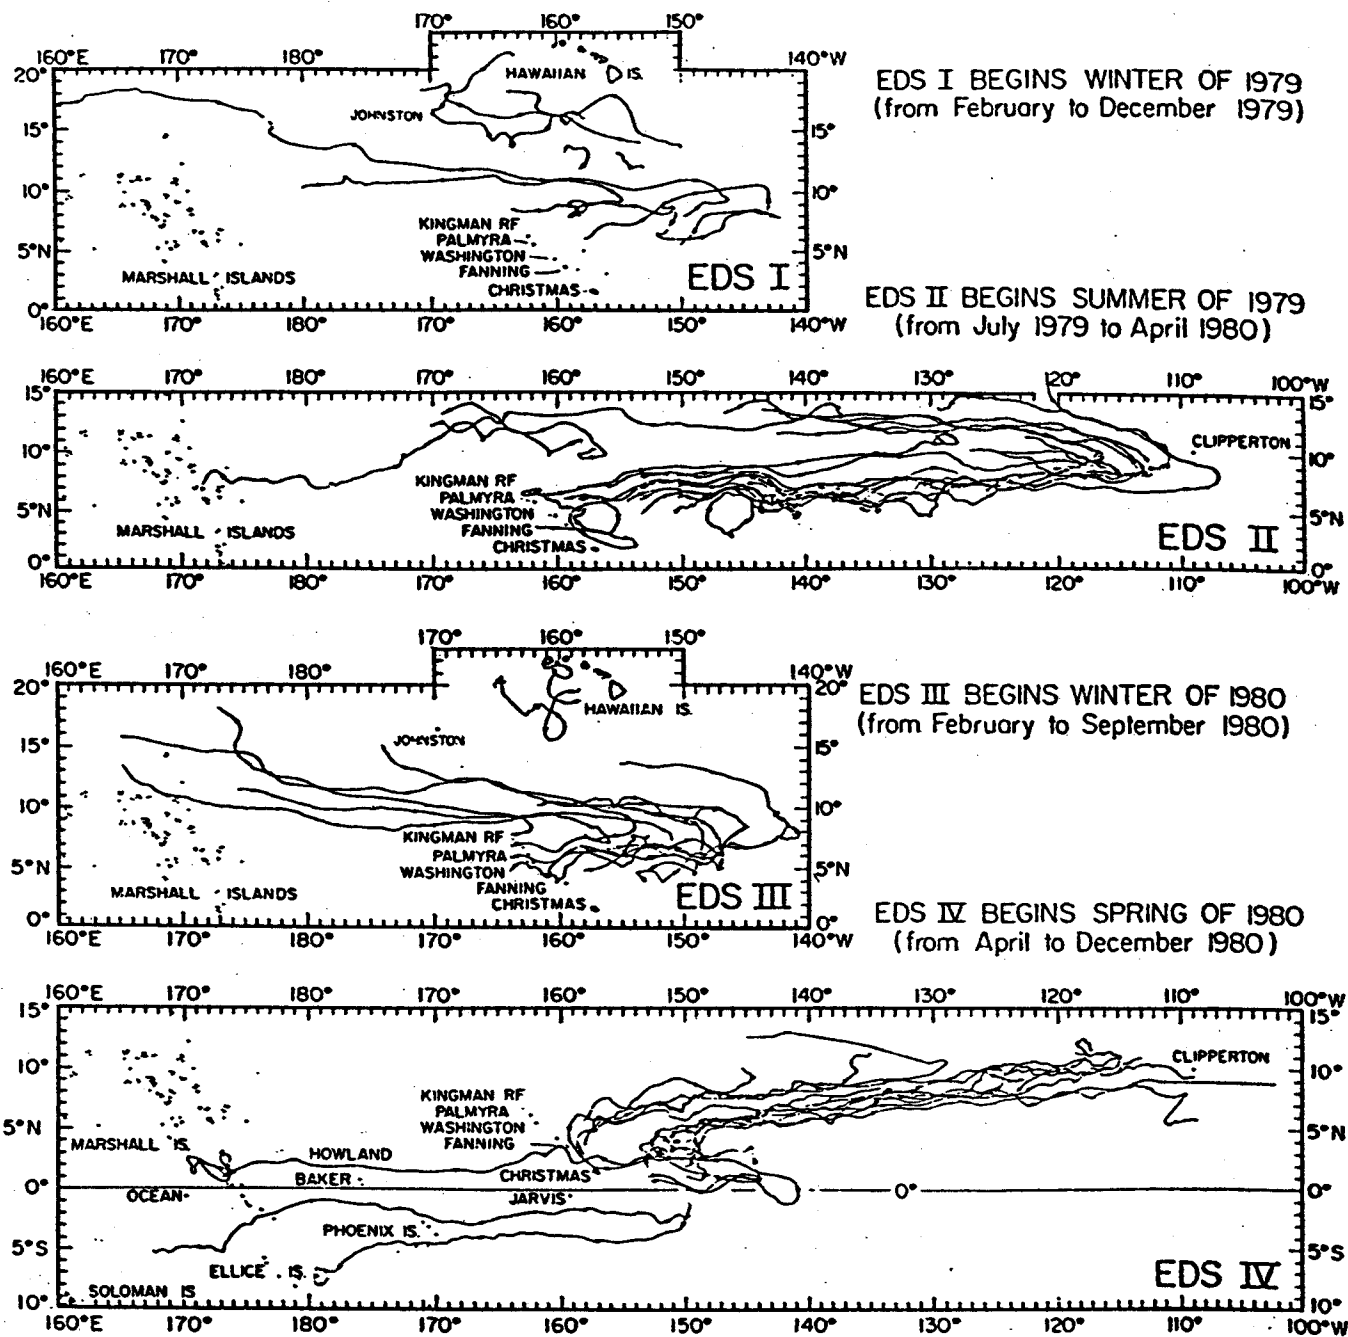 170° 160° 150°
160°E 170° 180° 140°W
20° HAWAIIAN IS.
JOHNSTON
15° 15°
10° 10°
KINGMAN RF
PALMYRA
5°N WASHINGTON 5°N
FANNING
MARSHALL ISLANDS EDS I
CHRISTMAS
0°
160°E 170° 180° 170° 160° 150° 140°W
EDS I BEGINS WINTER OF 1979
(from February to December 1979)
EDS II BEGINS SUMMER OF 1979
(from July 1979 to April 1980)
160°E 170° 180° 170° 160° 150° 140° 130° 120° 110° 100°W
15° 15°
CLIPPERTON
10° 10°
KINGMAN RF
PALMYRA
5°N WASHINGTON 5°N
MARSHALL ISLANDS FANNING EDS II
CHRISTMAS
0° 0°
160°E 170° 180° 170° 160° 150° 140° 130° 120° 110° 100°W
170° 160° 150°
160°E 170° 180° 140°W
20° 20°
HAWAIIAN IS.
JOHNSTON
15° 15°
10° 10°
KINGMAN RF
PALMYRA
5°N WASHINGTON 5°N
FANNING
MARSHALL ISLANDS EDS III
CHRISTMAS
0° 0°
160°E 170° 180° 170° 160° 150° 140°W
EDS III BEGINS WINTER OF 1980
(from February to September 1980)
EDS IV BEGINS SPRING OF 1980
(from April to December 1980)
160°E 170° 180° 170° 160° 150° 140° 130° 120° 110° 100°W
15° 15°
CLIPPERTON
10° 10°
KINGMAN RF
PALMYRA
5°N WASHINGTON 5°N
MARSHALL IS. FANNING
HOWLAND
BAKER CHRISTMAS
0° 0° 0°
OCEAN JARVIS
PHOENIX IS.
5°S 5°S
ELLICE IS. EDS IV
SOLOMAN IS
10° 10°
160°E 170° 180° 170° 160° 150° 140° 130° 120° 110° 100°W